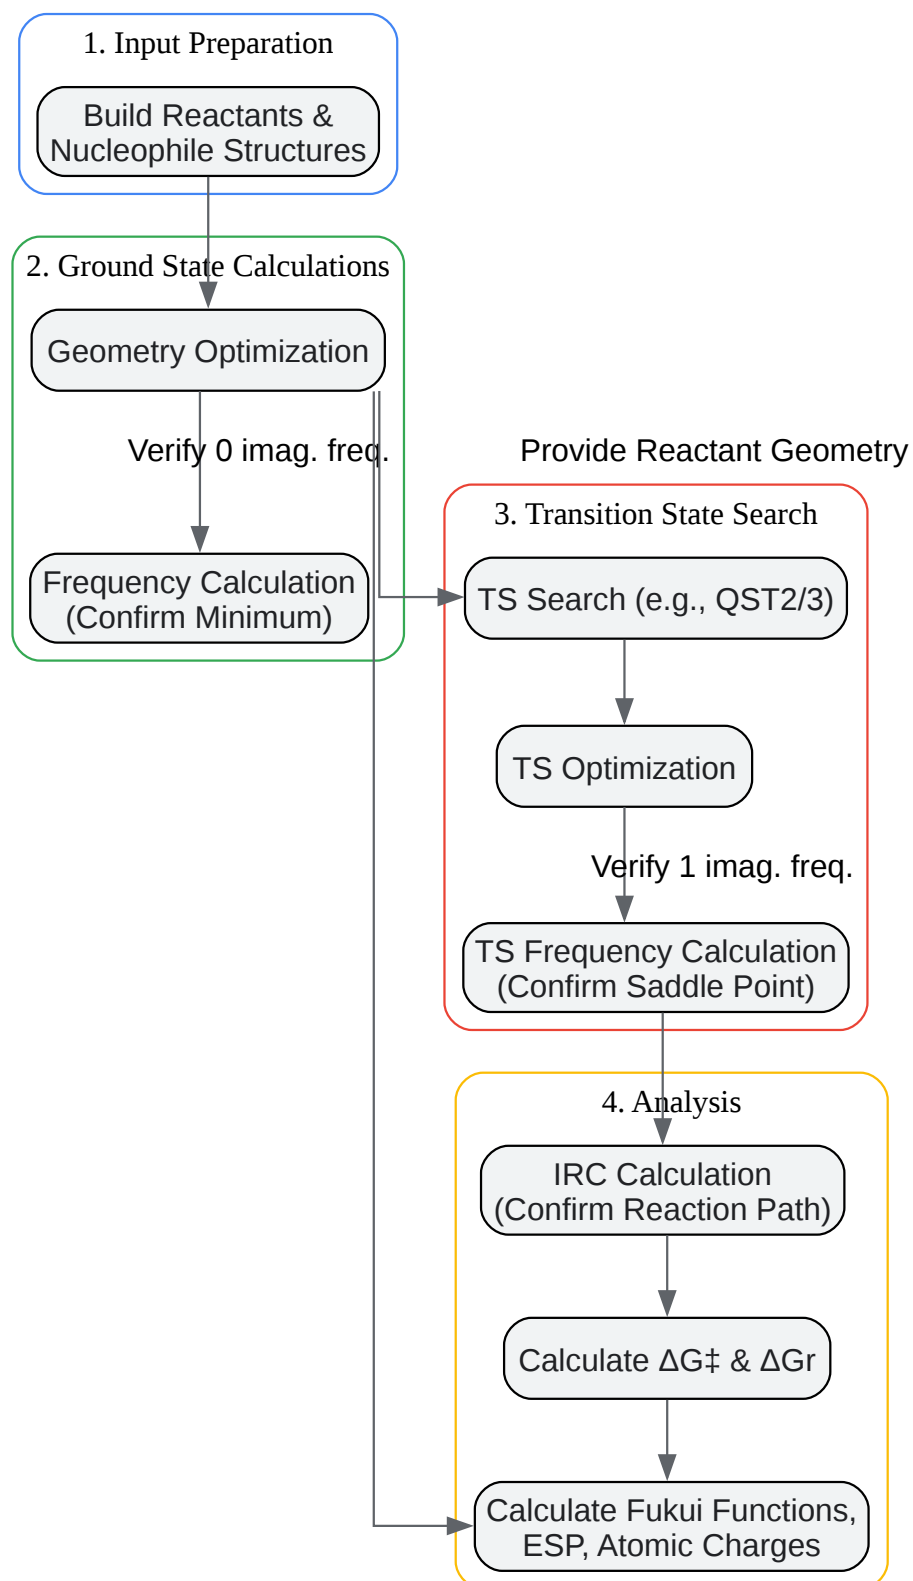 1. Input Preparation
Build Reactants &
Nucleophile Structures
2. Ground State Calculations
Geometry Optimization
Verify 0 imag. freq.
Frequency Calculation
(Confirm Minimum)
Provide Reactant Geometry
3. Transition State Search
TS Search (e.g., QST2/3)
TS Optimization
Verify 1 imag. freq.
TS Frequency Calculation
(Confirm Saddle Point)
4. Analysis
IRC Calculation
(Confirm Reaction Path)
Calculate ΔG‡ & ΔGr
Calculate Fukui Functions,
ESP, Atomic Charges